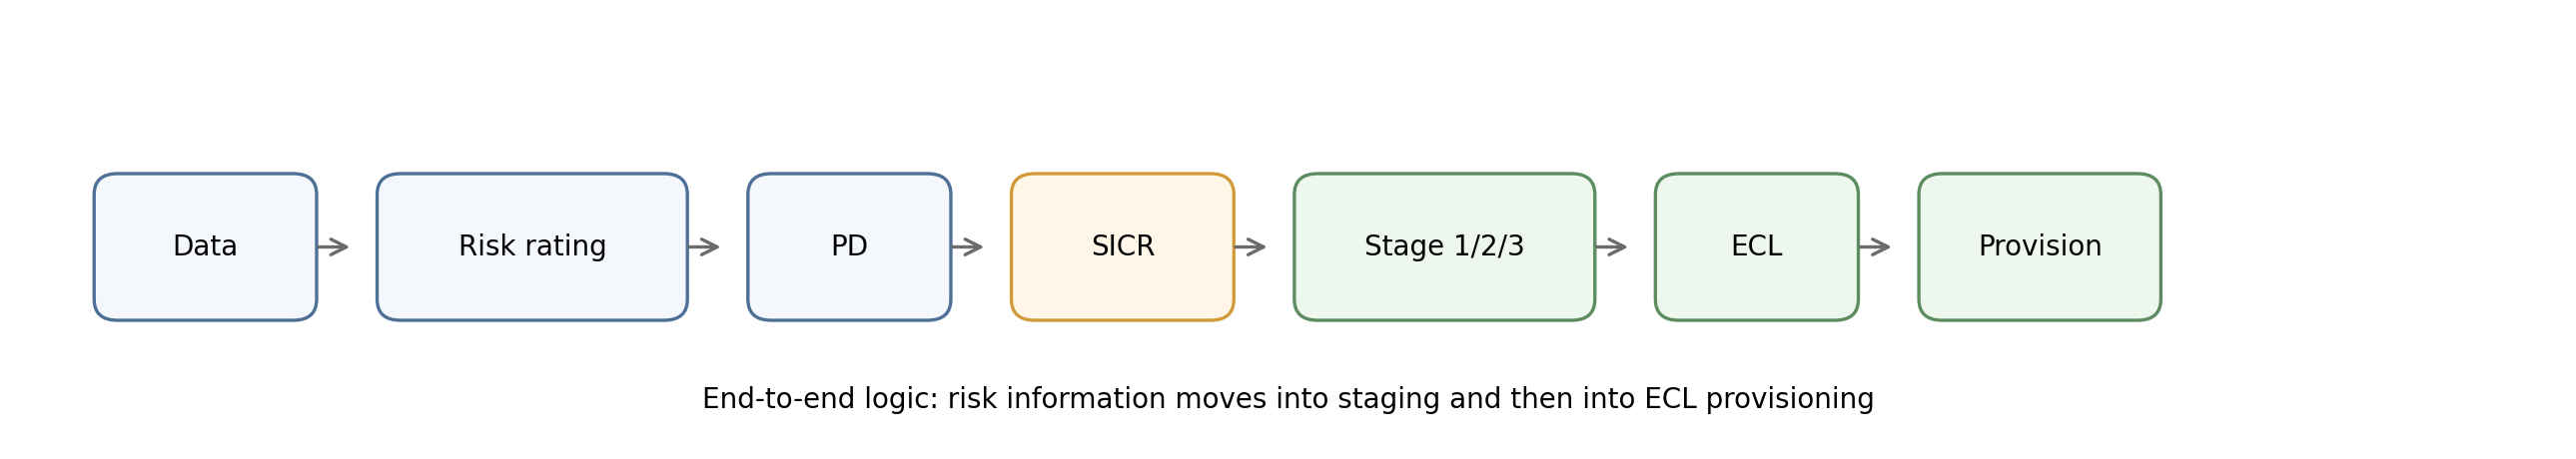 Data
Risk rating
PD
SICR
Stage 1/2/3
ECL
Provision
End-to-end logic: risk information moves into staging and then into ECL provisioning